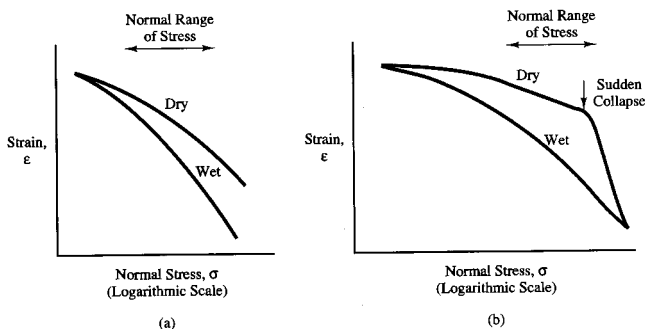 Normal Range
of Stress
Dry
Wet
Strain,
ε
Normal Stress, σ
(Logarithmic Scale)
(a)
Normal Range
of Stress
Dry
Sudden
Collapse
Wet
Strain,
ε
Normal Stress, σ
(Logarithmic Scale)
(b)